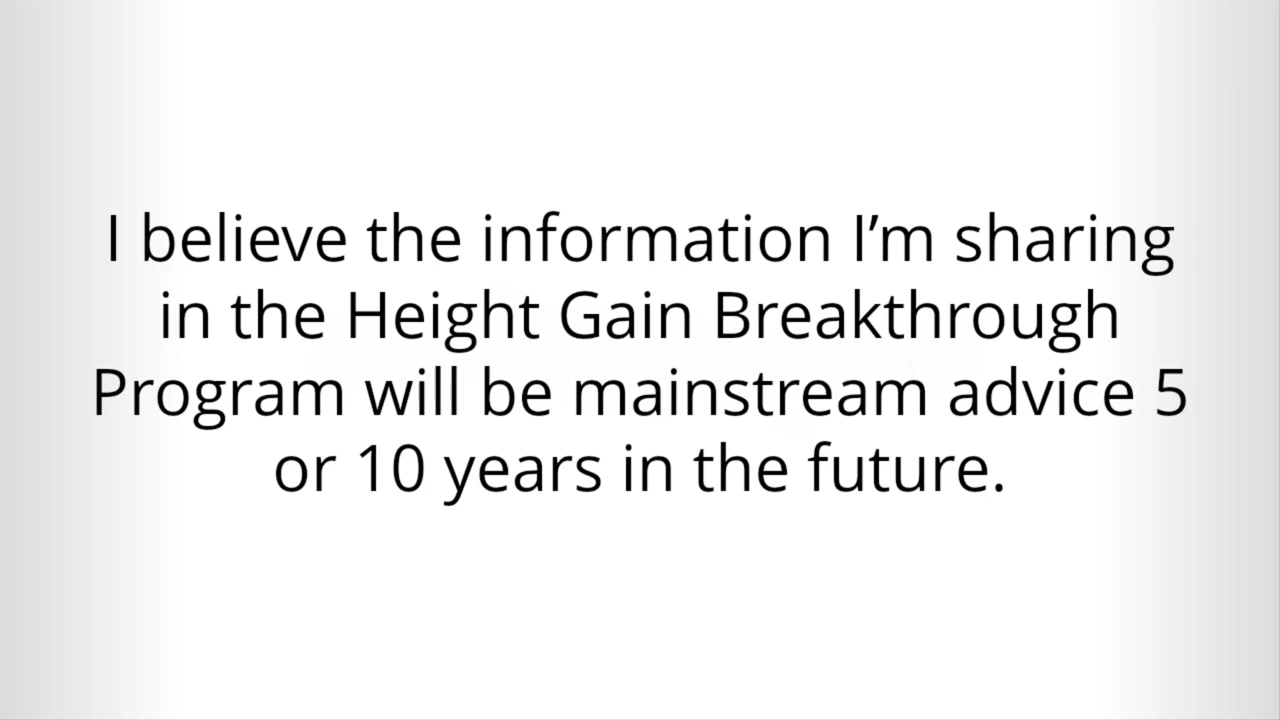 I believe the information I’m sharing
in the Height Gain Breakthrough
Program will be mainstream advice 5
or 10 years in the future.